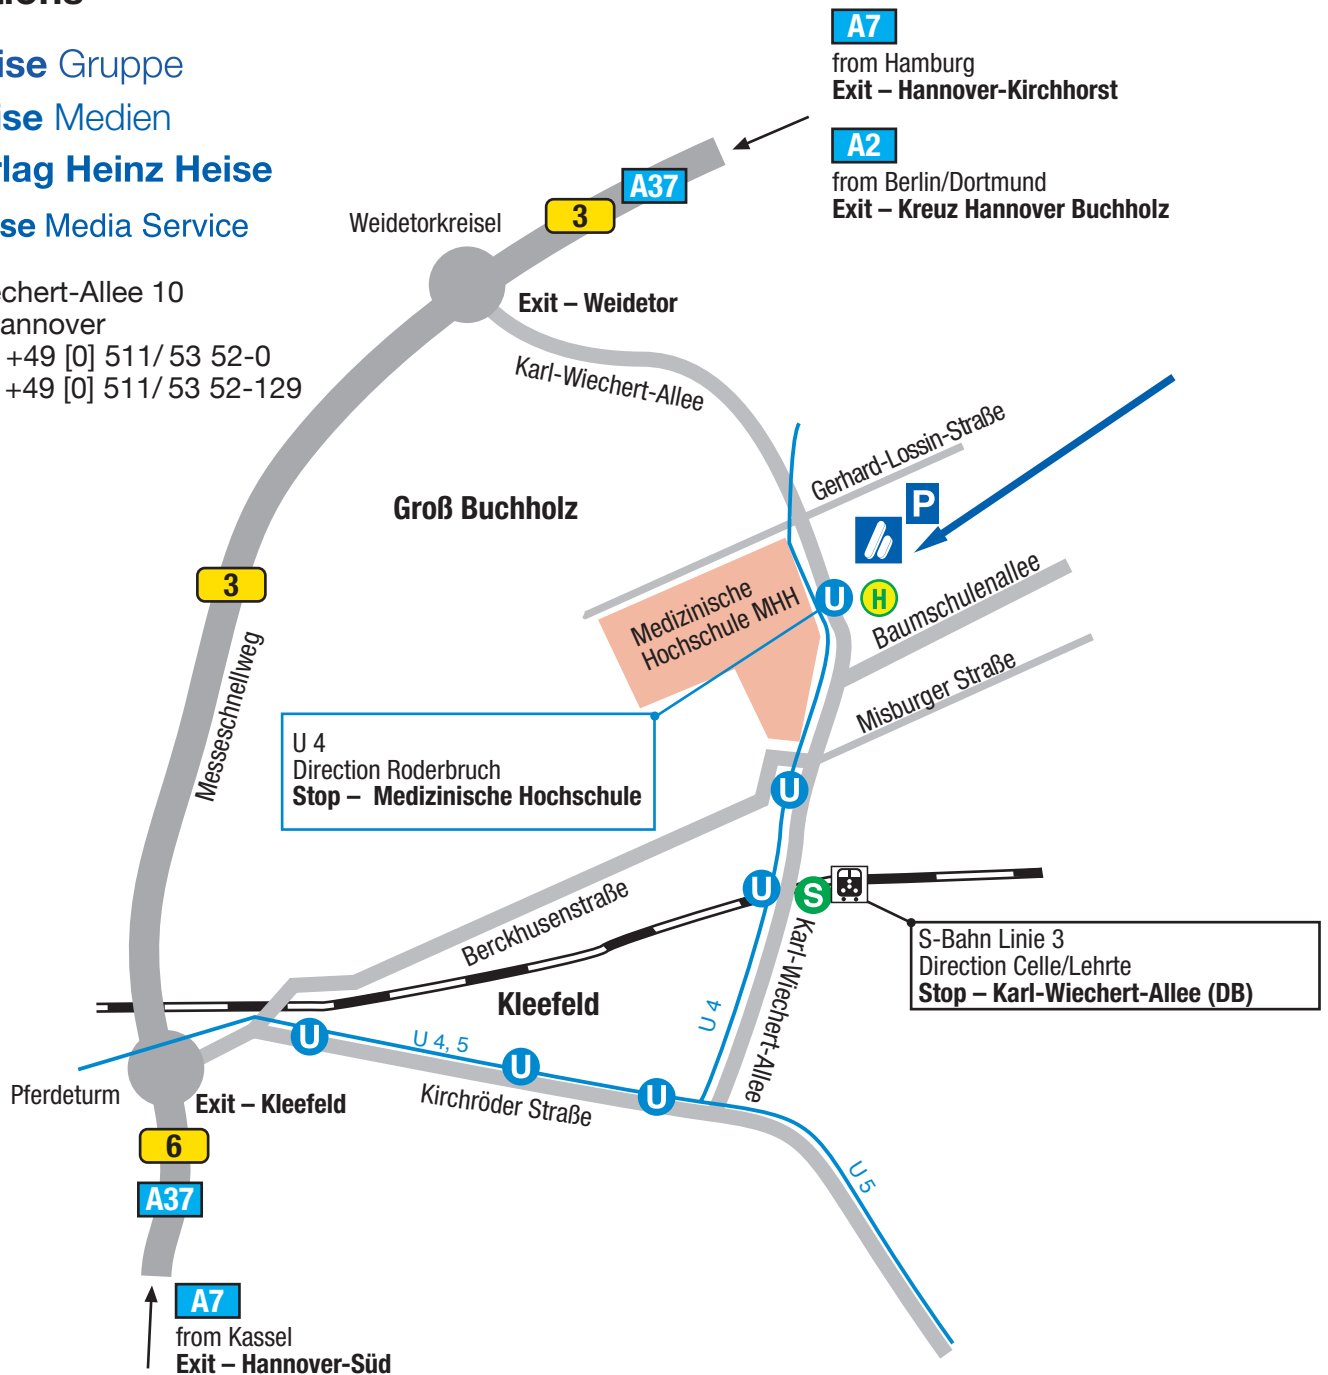 ise Gruppe
ise Medien
rlag Heinz Heise
se Media Service
chert-Allee 10
annover
+49 [0] 511/ 53 52-0
+49 [0] 511/ 53 52-129
A7
from Hamburg
Exit – Hannover-Kirchhorst
A2
from Berlin/Dortmund
Exit – Kreuz Hannover Buchholz
A37
3
Weidetorkreisel
Exit – Weidetor
Karl-Wiechert-Allee
Gerhard-Lossin-Straße
P
Groß Buchholz
3
Medizinische
Hochschule MHH
U
H
Baumschulenallee
Misburger Straße
Messeschnellweg
U 4
Direction Roderbruch
Stop – Medizinische Hochschule
U
U
S
Berckhusenstraße
Karl-Wiechert-Allee
S-Bahn Linie 3
Direction Celle/Lehrte
Stop – Karl-Wiechert-Allee (DB)
Kleefeld
U 4
U
U 4, 5
U
U
Kirchröder Straße
Pferdeturm
Exit – Kleefeld
6
A37
U 5
A7
from Kassel
Exit – Hannover-Süd